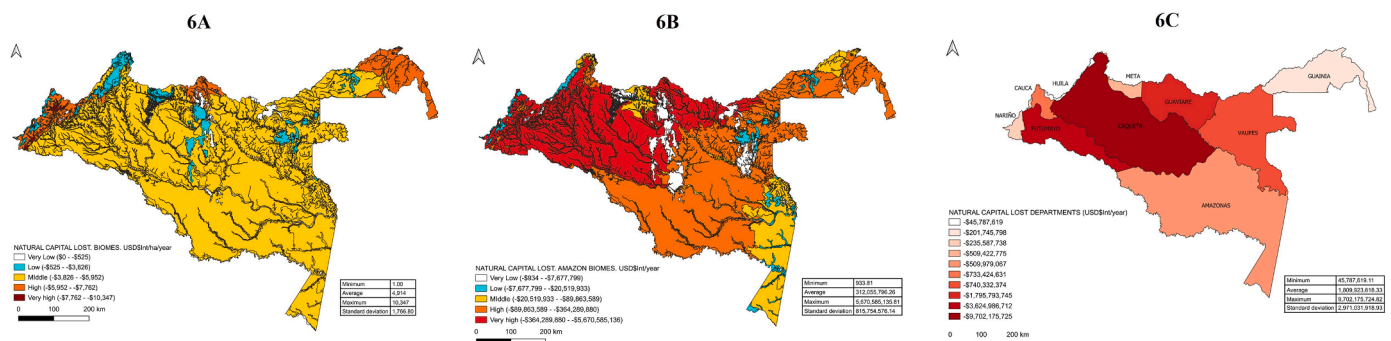 6A
NATURAL CAPITAL LOST. BIOMES. USD$Int/ha/year)
Very Low ($0 - -$525)
Low (-$525 - -$3,826)
Middle (-$3,826 - -$5,952)
High (-$5,952 - -$7,762)
Very high (-$7,762 - -$10,347)
0 100 200 km
Minimum 1.00
Average 4,914
Maximum 10,347
Standard deviation 1,766.80
6B
NATURAL CAPITAL LOST. AMAZON BIOMES. USD$Int/year)
Very Low (-$934 - -$7,677,799)
Low (-$7,677,799 - -$20,519,933)
Middle (-$20,519,933 - -$89,863,589)
High (-$89,863,589 - -$364,289,880)
Very high (-$364,289,880 - -$5,670,585,136)
0 100 200 km
Minimum 933.81
Average 312,055,796.26
Maximum 5,670,585,135.81
Standard deviation 815,754,576.14
6C
GUAINIA
META
HUILA
CAUCA
GUAVIARE
NARIÑO
CAQUETA
PUTUMAYO
VAUPES
AMAZONAS
NATURAL CAPITAL LOST DEPARTMENTS (USD$Int/year)
-$45,787,619
-$201,745,798
-$235,587,738
-$509,422,775
-$509,979,067
-$733,424,631
-$740,332,374
-$1,795,793,745
-$3,624,986,712
-$9,702,175,725
0 100 200 km
Minimum 45,787,619.11
Average 1,809,923,618.33
Maximum 9,702,175,724.82
Standard deviation 2,971,031,918.93